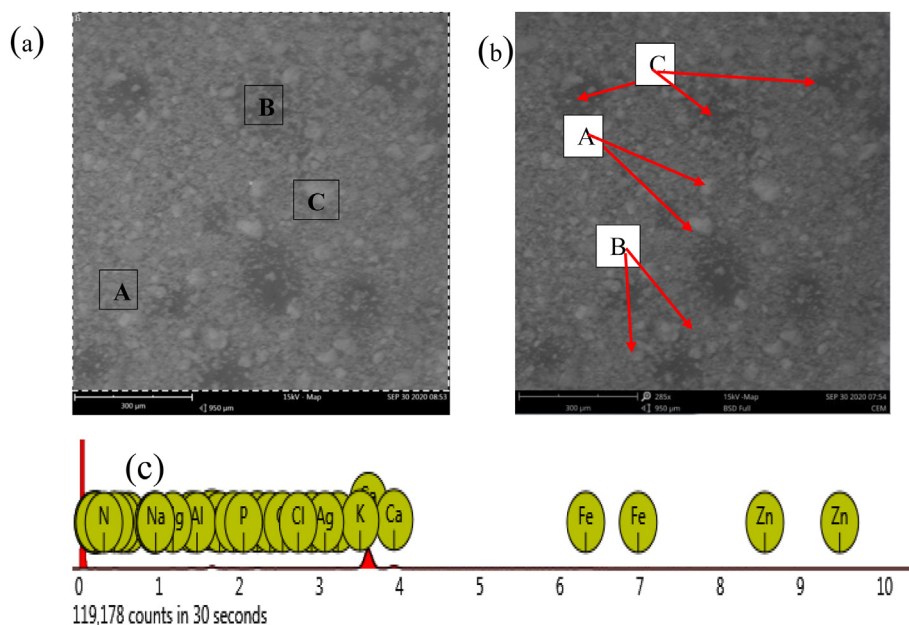 (a)
B
C
A
300 µm
950 µm
15kV - Map
SEP 30 2020 08:53
(b)
C
A
B
300 µm
285x
950 µm
15kV -Map
BSD Full
SEP 30 2020 07:54
CEM
(c)
N Na g Al P Cl Ag K Ca Fe Fe Zn Zn
0 1 2 3 4 5 6 7 8 9 10
119,178 counts in 30 seconds